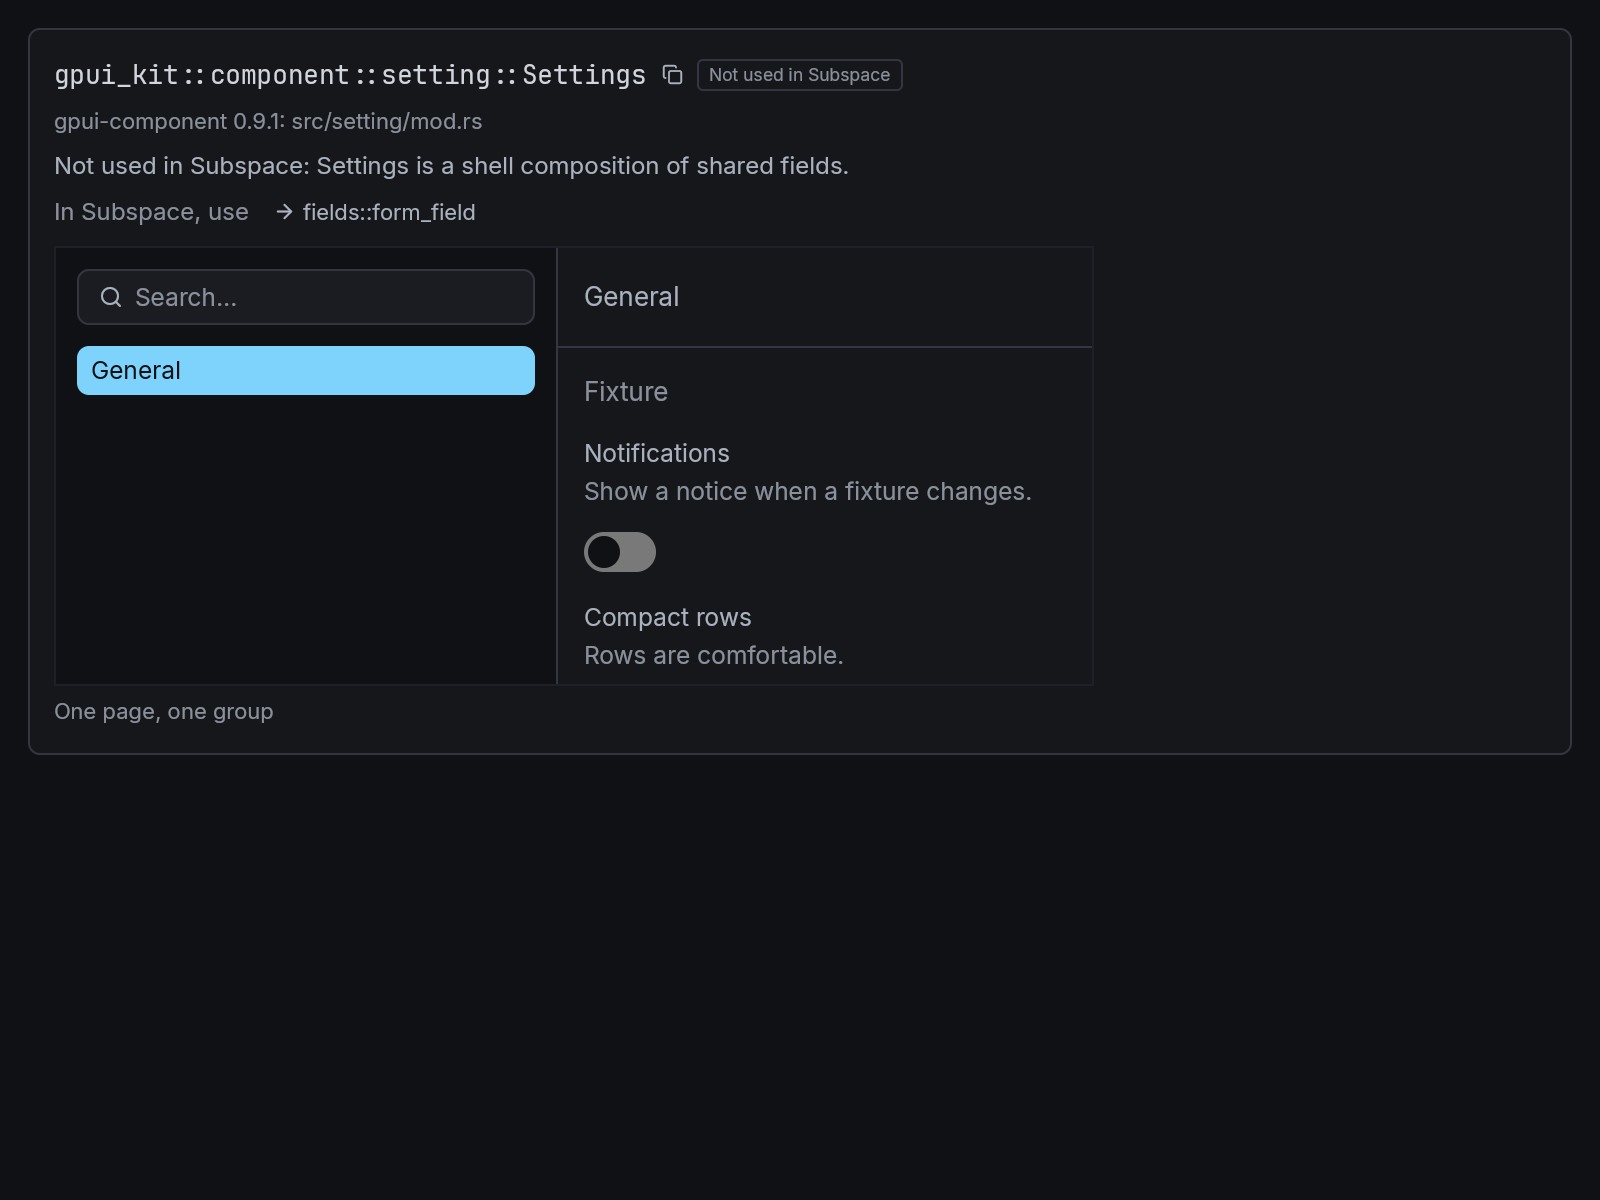 gpui_kit::component::setting::Settings
Not used in Subspace
gpui-component 0.9.1: src/setting/mod.rs
Not used in Subspace: Settings is a shell composition of shared fields.
In Subspace, use → fields::form_field
Search...
General
General
Fixture
Notifications
Show a notice when a fixture changes.
Compact rows
Rows are comfortable.
One page, one group